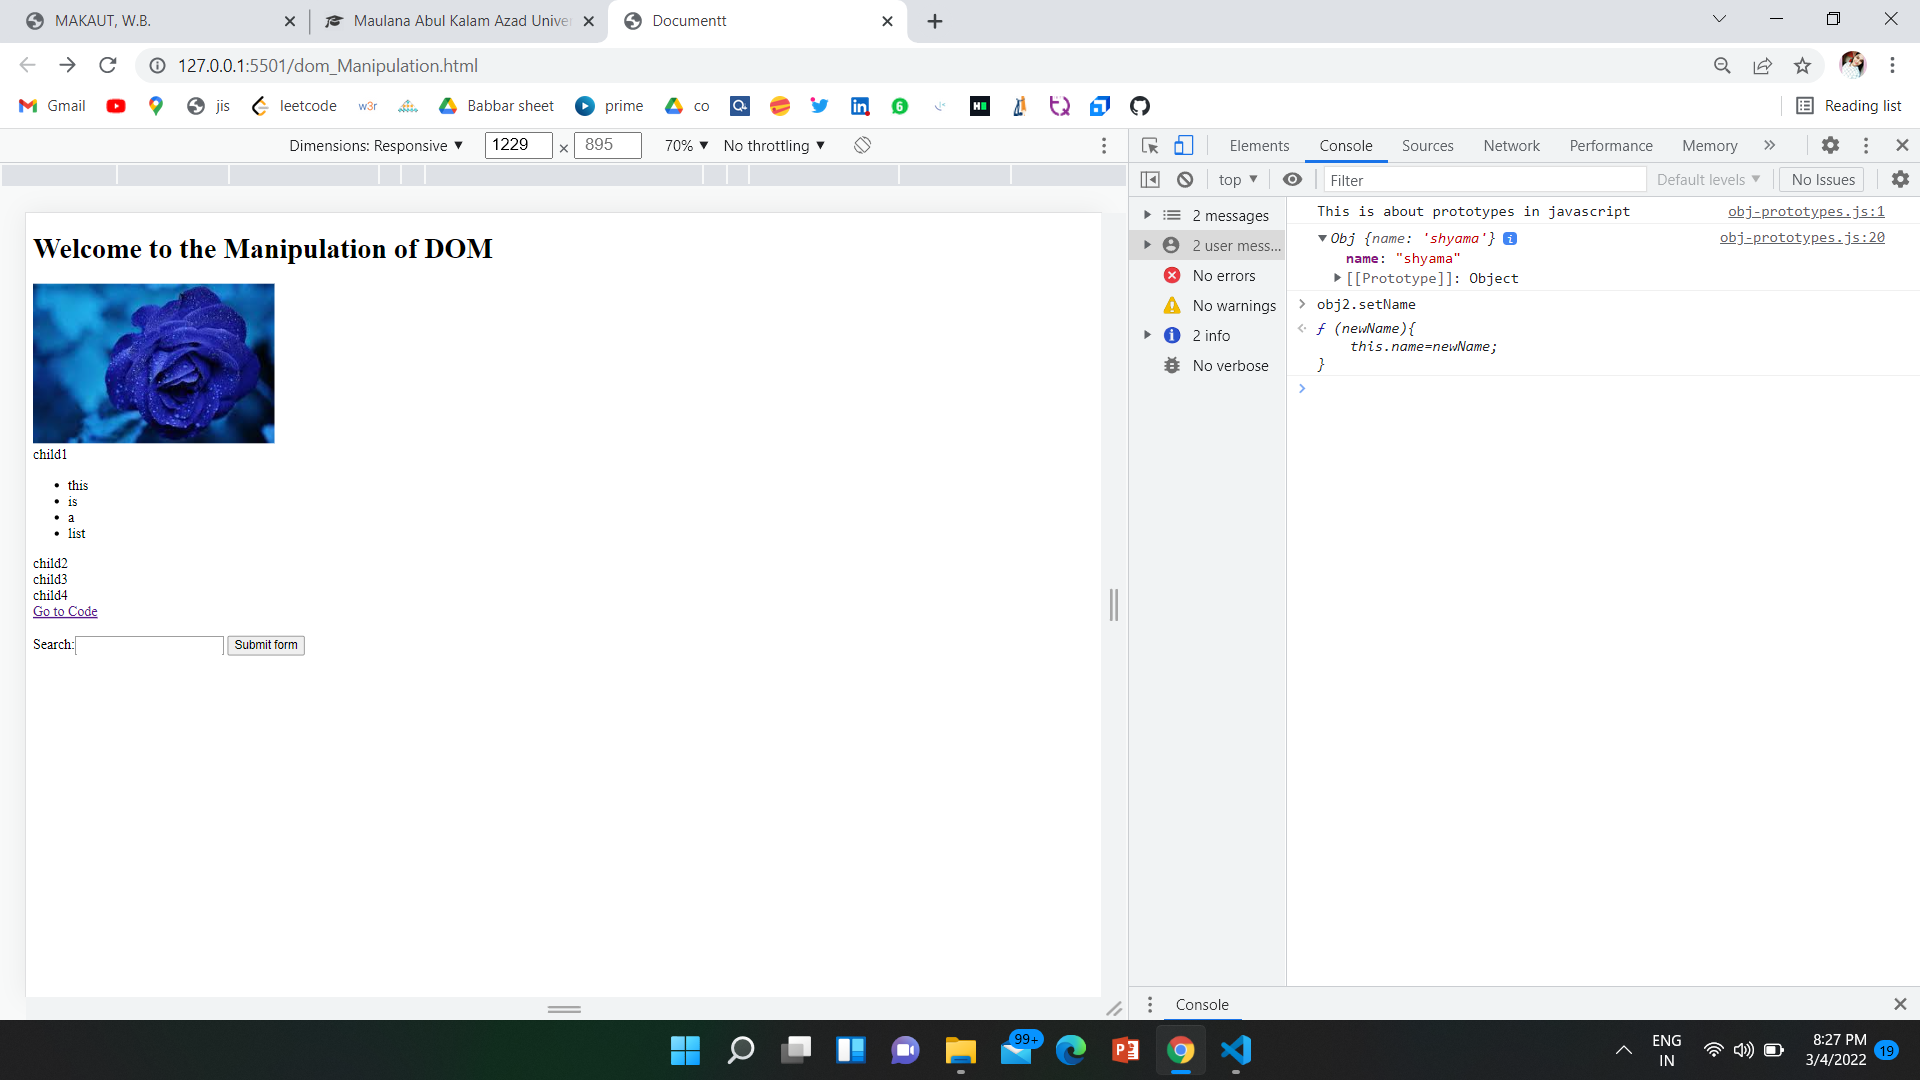 MAKAUT, W.B.
Maulana Abul Kalam Azad Univer
Documentt
127.0.0.1:5501/dom_Manipulation.html
Gmail
jis
leetcode
w3r
Babbar sheet
prime
co
Reading list
Dimensions: Responsive 1229 × 895 70% No throttling
Elements Console Sources Network Performance Memory
top Filter Default levels No Issues
2 messages
2 user mess...
No errors
No warnings
2 info
No verbose
This is about prototypes in javascript obj-prototypes.js:1
Obj {name: 'shyama'} obj-prototypes.js:20
name: "shyama"
[[Prototype]]: Object
obj2.setName
ƒ (newName){
this.name=newName;
}
Welcome to the Manipulation of DOM
child1
• this
• is
• a
• list
child2
child3
child4
Go to Code
Search: Submit form
Console
99+
ENG
IN
8:27 PM
3/4/2022
19